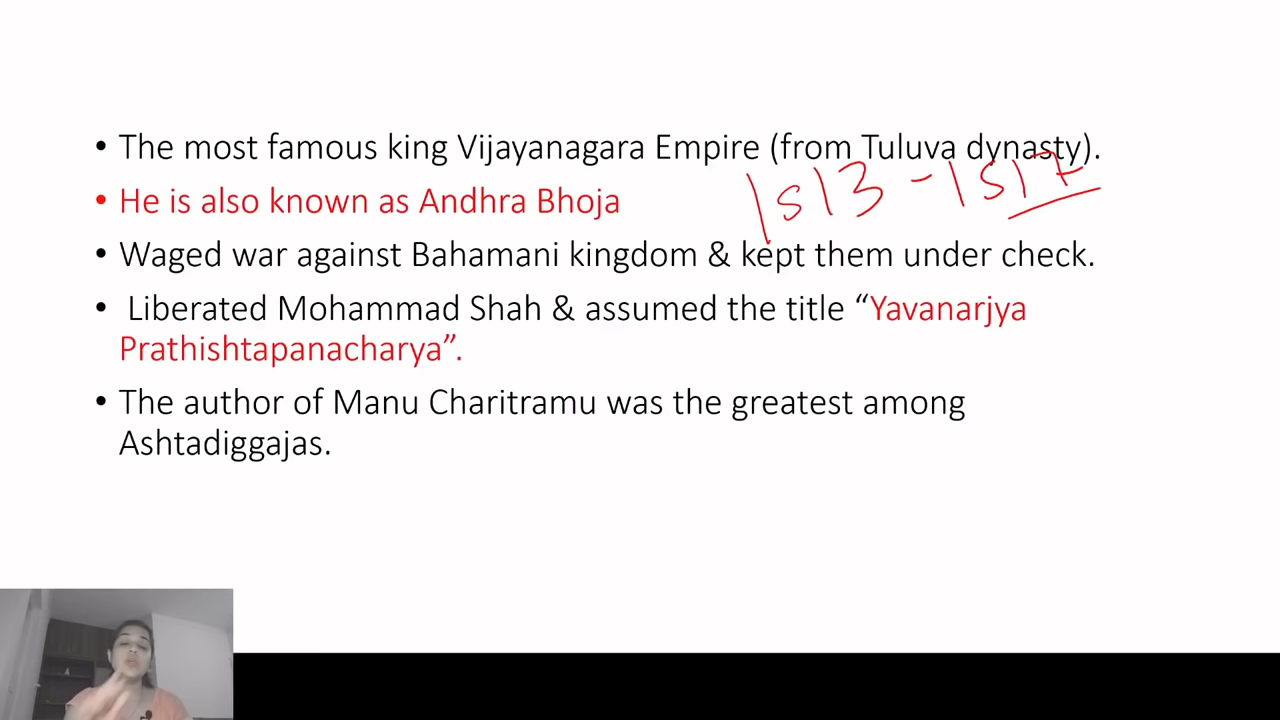 • The most famous king Vijayanagara Empire (from Tuluva dynasty).
• He is also known as Andhra Bhoja
1513 - 1517
• Waged war against Bahamani kingdom & kept them under check.
• Liberated Mohammad Shah & assumed the title “Yavanarjya
Prathishtapanacharya”.
• The author of Manu Charitramu was the greatest among
Ashtadiggajas.